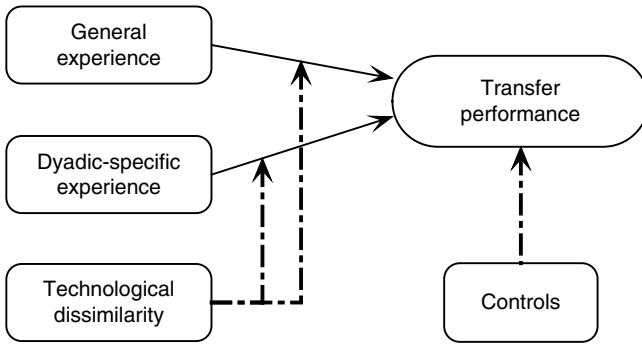 General
experience
Transfer
performance
Dyadic-specific
experience
Technological
dissimilarity
Controls